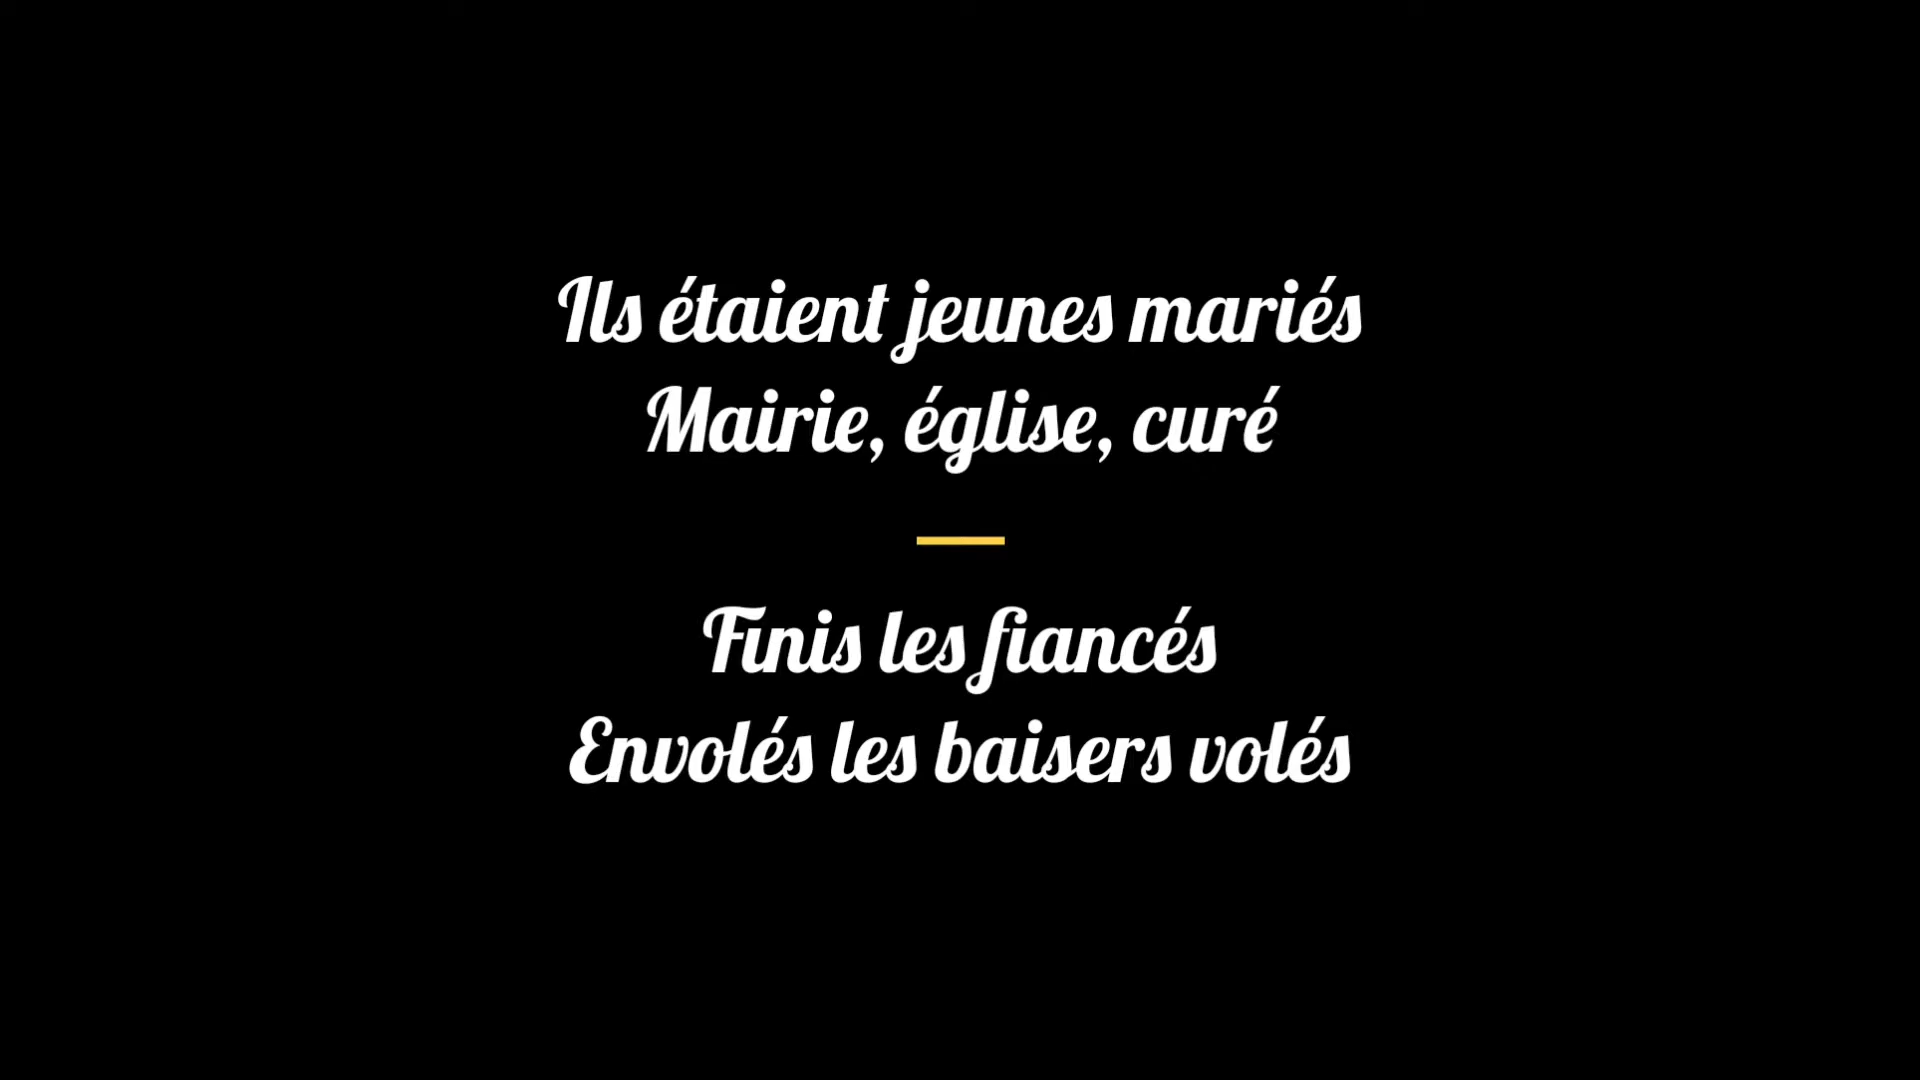 Ils étaient jeunes mariés
Mairie, église, curé
Finis les fiancés
Envolés les baisers volés